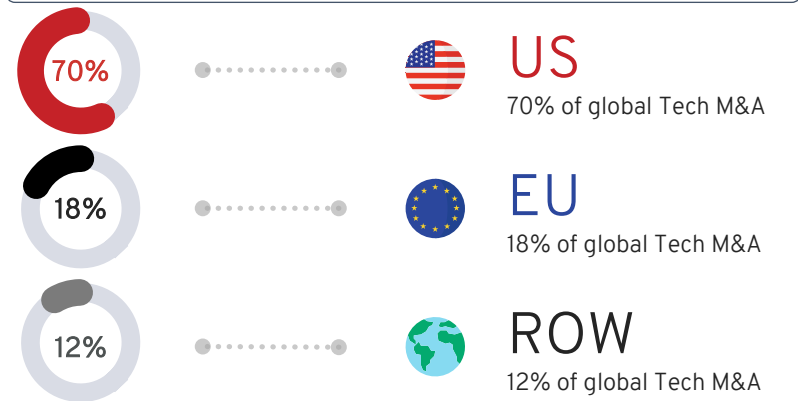 70%
US
70% of global Tech M&A
18%
EU
18% of global Tech M&A
12%
ROW
12% of global Tech M&A